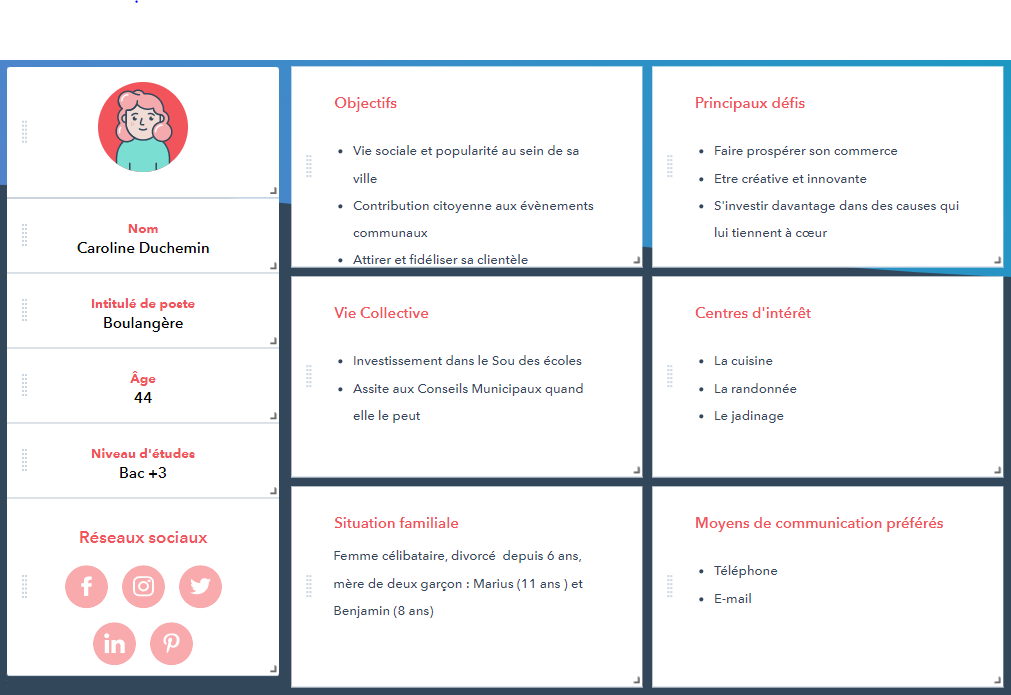 Nom
Caroline Duchemin
Intitulé de poste
Boulangère
Âge
44
Niveau d'études
Bac +3
Réseaux sociaux
Objectifs
Vie sociale et popularité au sein de sa
ville
Contribution citoyenne aux évènements
communaux
Attirer et fidéliser sa clientèle
Principaux défis
Faire prospérer son commerce
Etre créative et innovante
S'investir davantage dans des causes qui
lui tiennent à cœur
Vie Collective
Investissement dans le Sou des écoles
Assite aux Conseils Municipaux quand
elle le peut
Centres d'intérêt
La cuisine
La randonnée
Le jadinage
Situation familiale
Femme célibataire, divorcé  depuis 6 ans,
mère de deux garçon : Marius (11 ans ) et
Benjamin (8 ans)
Moyens de communication préférés
Téléphone
E-mail